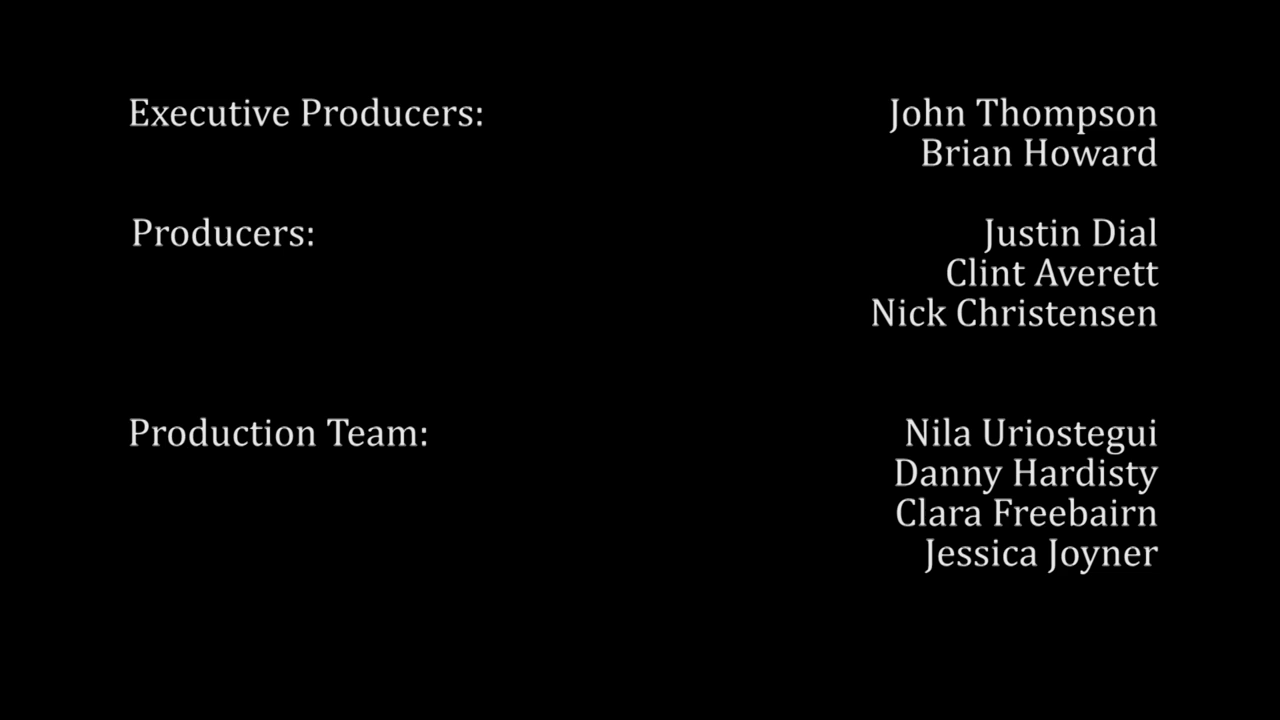 Executive Producers: John Thompson
Brian Howard
Producers: Justin Dial
Clint Averett
Nick Christensen
Production Team: Nila Uriostegui
Danny Hardisty
Clara Freebairn
Jessica Joyner